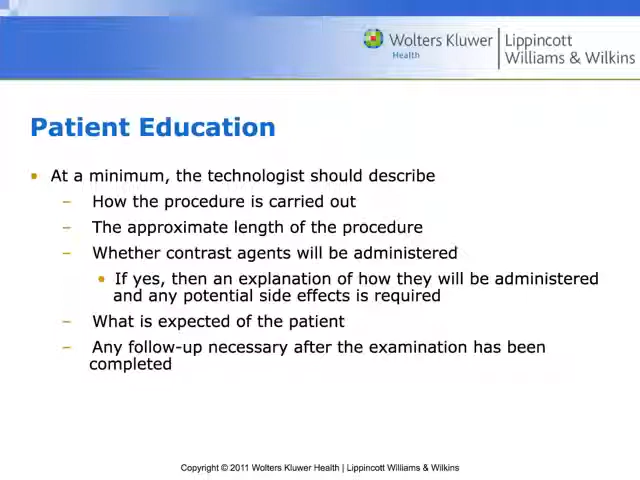 Wolters Kluwer
Health
Lippincott
Williams & Wilkins
Patient Education
• At a minimum, the technologist should describe
– How the procedure is carried out
– The approximate length of the procedure
– Whether contrast agents will be administered
• If yes, then an explanation of how they will be administered
and any potential side effects is required
– What is expected of the patient
– Any follow-up necessary after the examination has been
completed
Copyright © 2011 Wolters Kluwer Health | Lippincott Williams & Wilkins